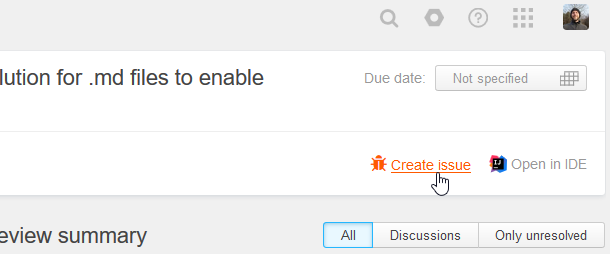 lution for .md files to enable
Due date: Not specified
Create issue Open in IDE
eview summary All Discussions Only unresolved